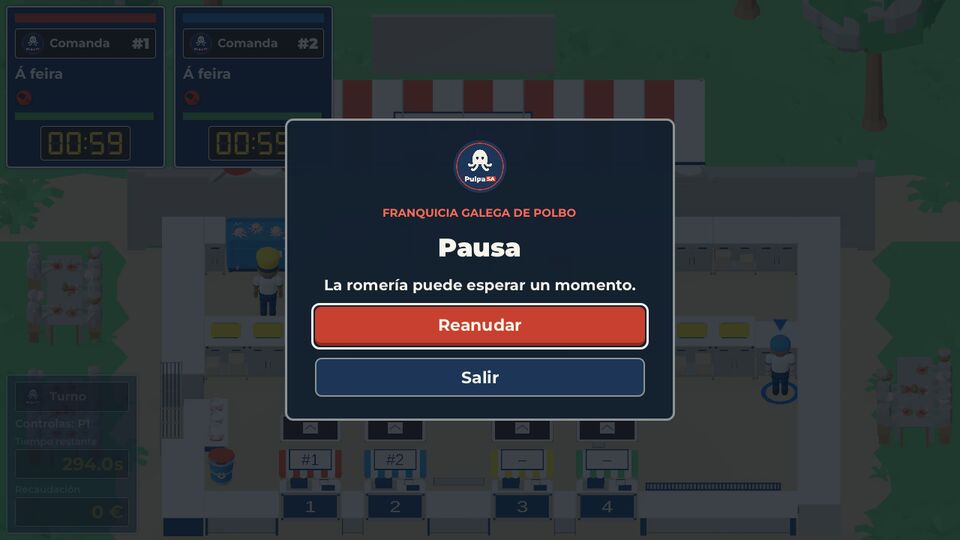 Comanda #1
Á feira
00:59
Comanda #2
Á feira
00:59
Pulpa SA
FRANQUICIA GALEGA DE POLBO
Pausa
La romería puede esperar un momento.
Reanudar
Salir
Turno
Controlas: P1
Tiempo restante
294.0s
Recaudación
0 €
#1
#2
–
–
1
2
3
4